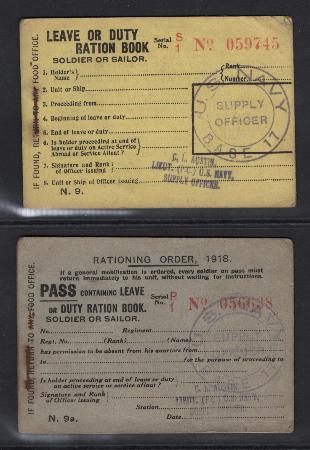 IF FOUND, RETURN TO ANY FOOD OFFICE.
LEAVE OR DUTY
RATION BOOK
SOLDIER OR SAILOR.
Serial No. S/1 No 059745
1. Holder's Name
Rank
Number
2. Unit or Ship
3. Proceeding from
4. Beginning of leave or duty
5. End of leave or duty
6. Is holder proceeding at end of
leave or duty on Active Service
Abroad or Service Afloat?
7. Signature and Rank
of Officer issuing
8. Unit or Ship of Officer issuing
N. 9.
U.S. NAVY
SUPPLY
OFFICER
BASE 17
C. L. AUSTIN,
LIEUT. (P.C.) U.S. NAVY,
SUPPLY OFFICER.
IF FOUND, RETURN TO ANY FOOD OFFICE.
RATIONING ORDER, 1918.
If a general mobilization is ordered, every soldier on pass must
return immediately to his unit, without waiting for instructions.
PASS CONTAINING LEAVE
OR DUTY RATION BOOK.
SOLDIER OR SAILOR.
Serial No. P/1 No
No. Regiment
Regt. No. (Rank) (Name)
has permission to be absent from his quarters from
to for the purpose of proceeding to
Is holder proceeding at end of leave or duty
on active service or service afloat?
Signature and Rank
of Officer issuing
Station
Date
N. 9a.
U.S. NAVY